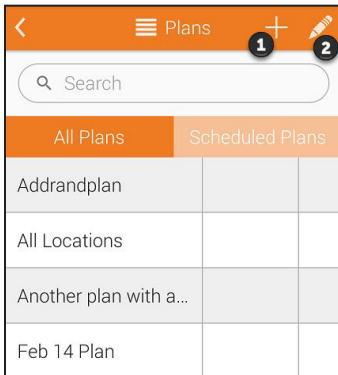 Plans
1
2
Search
All Plans Scheduled Plans
Addrandplan
All Locations
Another plan with a...
Feb 14 Plan